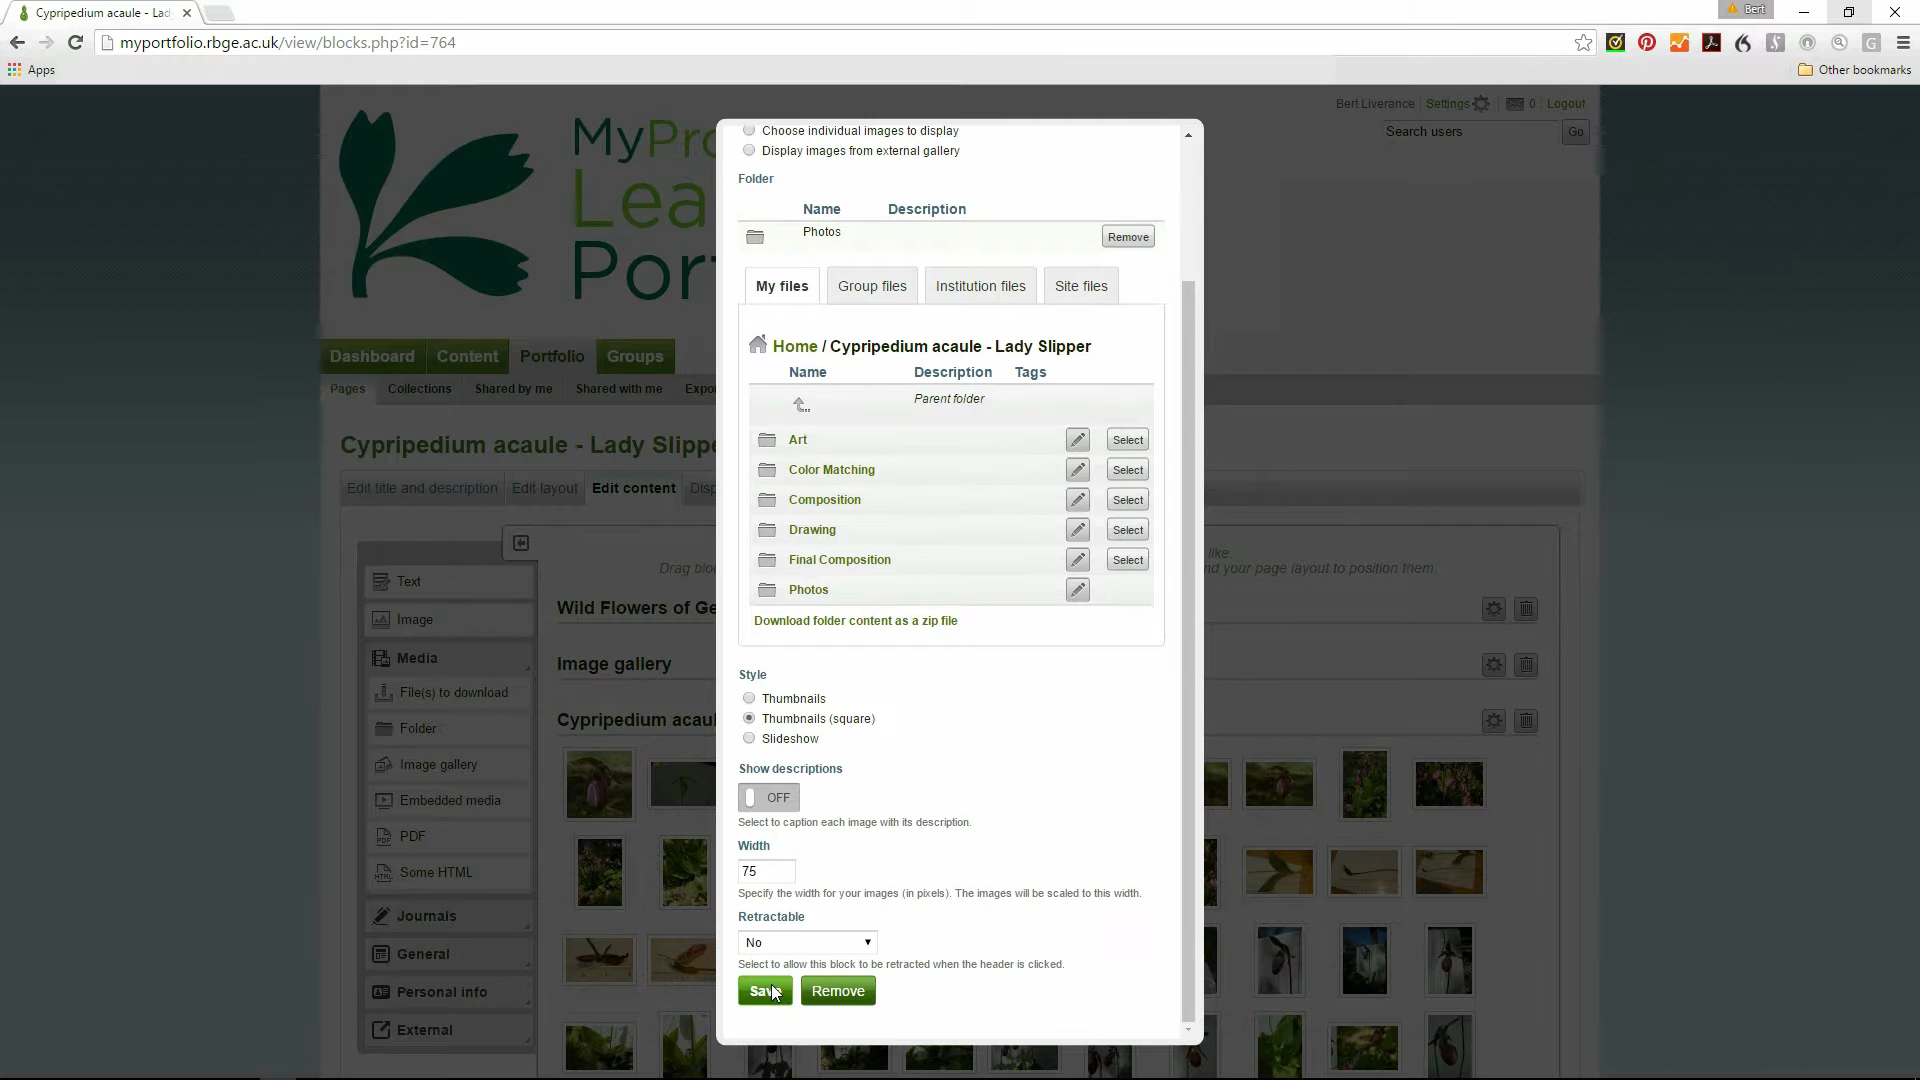 Cypripedium acaule - Lad
Bert
myportfolio.rbge.ac.uk/view/blocks.php?id=764
Apps
Other bookmarks
Bert Liverance Settings 0 Logout
Search users Go
MyPro
Lea
Port
Dashboard Content Portfolio Groups
Pages Collections Shared by me Shared with me Expo
Cypripedium acaule - Lady Slippe
Edit title and description Edit layout Edit content Disp
Text
Image
Media
File(s) to download
Folder
Image gallery
Embedded media
PDF
Some HTML
Journals
General
Personal info
External
Drag bloc
like.
nd your page layout to position them.
Wild Flowers of Ge
Image gallery
Cypripedium acau
Choose individual images to display
Display images from external gallery
Folder
Name Description
Photos Remove
My files Group files Institution files Site files
Home / Cypripedium acaule - Lady Slipper
Name Description Tags
Parent folder
Art Select
Color Matching Select
Composition Select
Drawing Select
Final Composition Select
Photos
Download folder content as a zip file
Style
Thumbnails
Thumbnails (square)
Slideshow
Show descriptions
OFF
Select to caption each image with its description.
Width
75
Specify the width for your images (in pixels). The images will be scaled to this width.
Retractable
No
Select to allow this block to be retracted when the header is clicked.
Save Remove